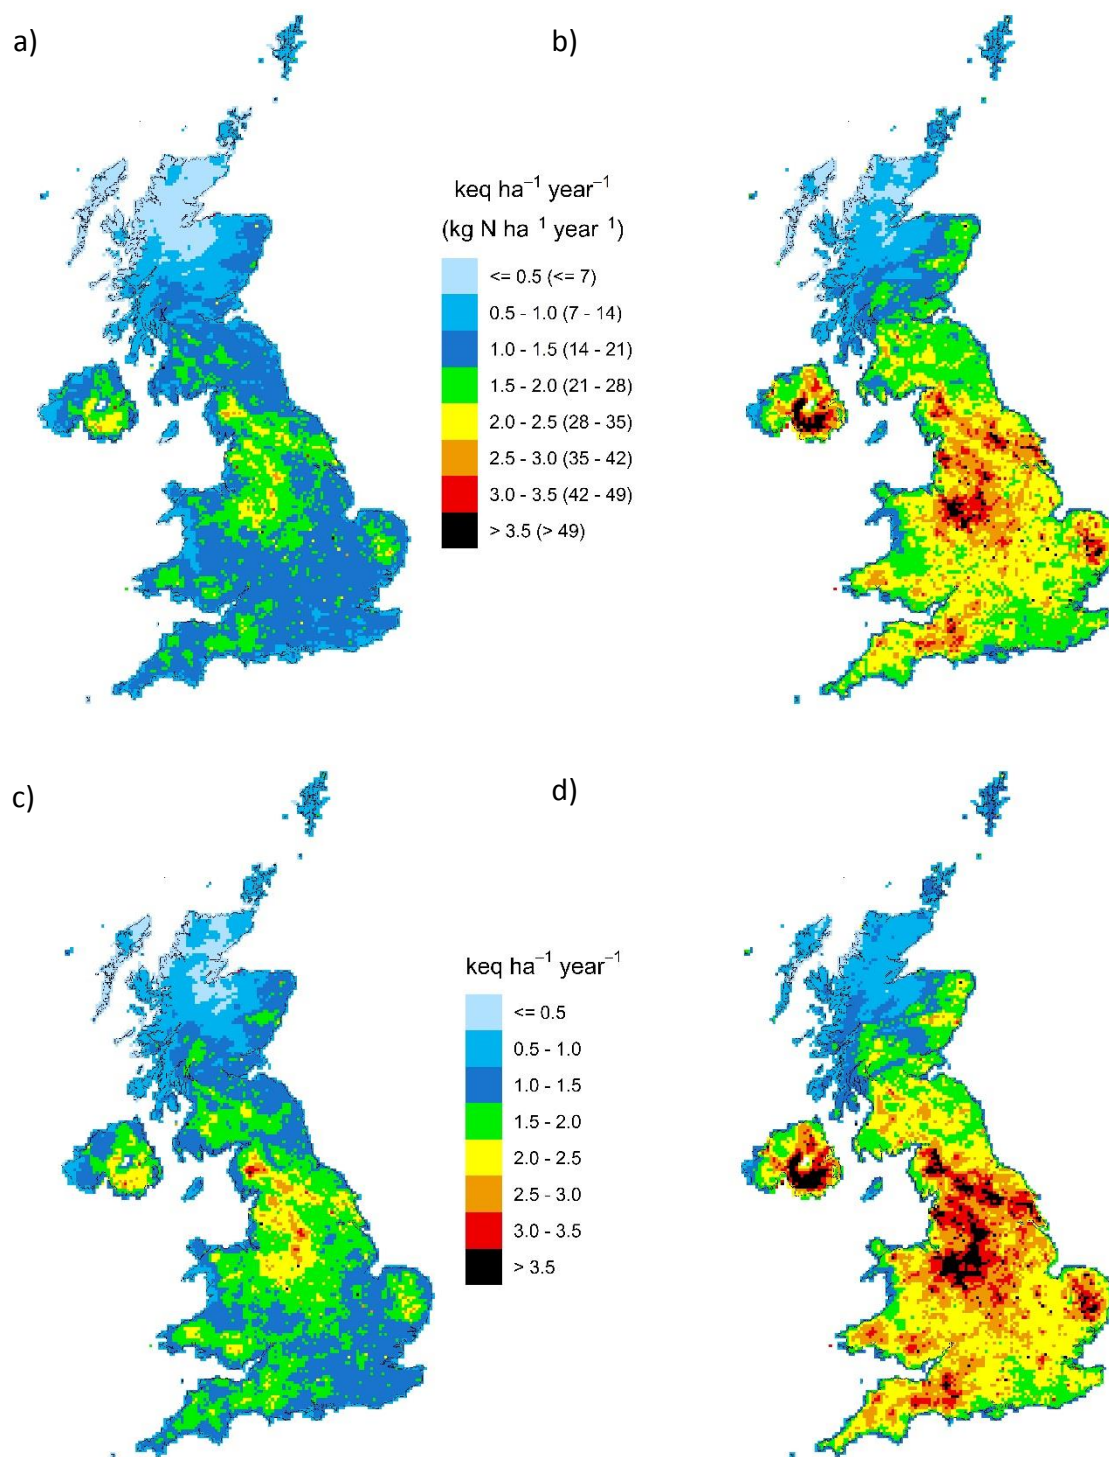 a)
b)
keq ha⁻¹ year⁻¹
(kg N ha ¹ year ¹)
<= 0.5 (<= 7)
0.5 - 1.0 (7 - 14)
1.0 - 1.5 (14 - 21)
1.5 - 2.0 (21 - 28)
2.0 - 2.5 (28 - 35)
2.5 - 3.0 (35 - 42)
3.0 - 3.5 (42 - 49)
> 3.5 (> 49)
c)
d)
keq ha⁻¹ year⁻¹
<= 0.5
0.5 - 1.0
1.0 - 1.5
1.5 - 2.0
2.0 - 2.5
2.5 - 3.0
3.0 - 3.5
> 3.5